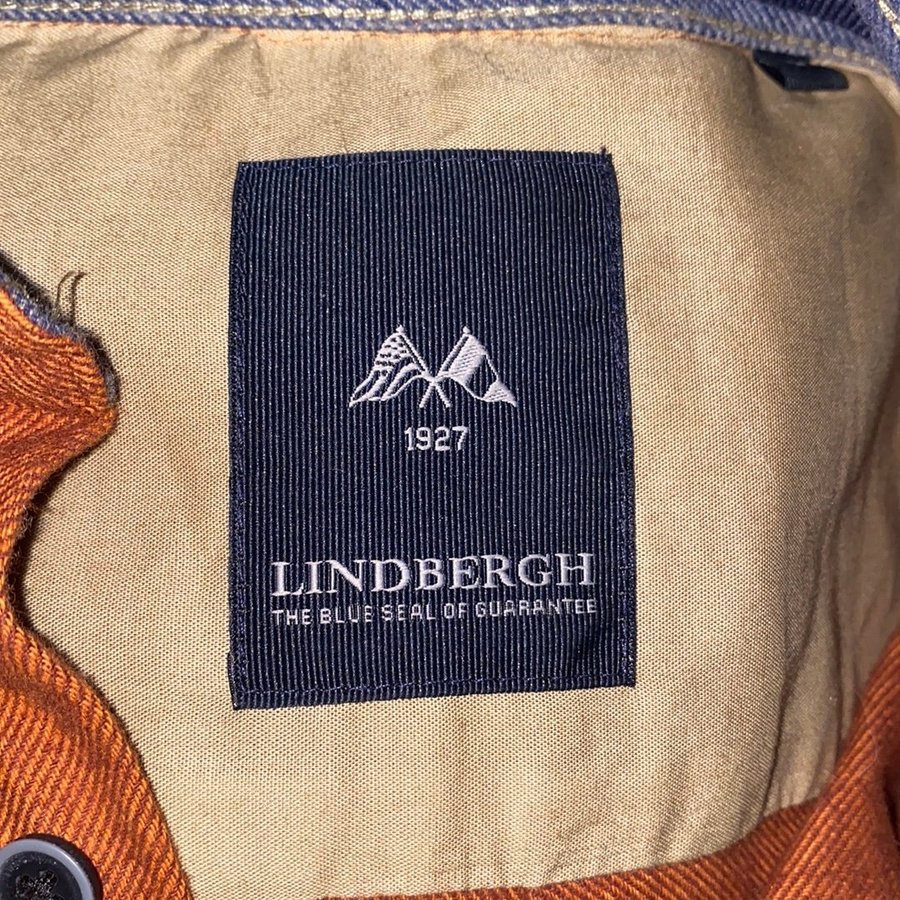 1927
LINDBERGH
THE BLUE SEAL OF GUARANTEE